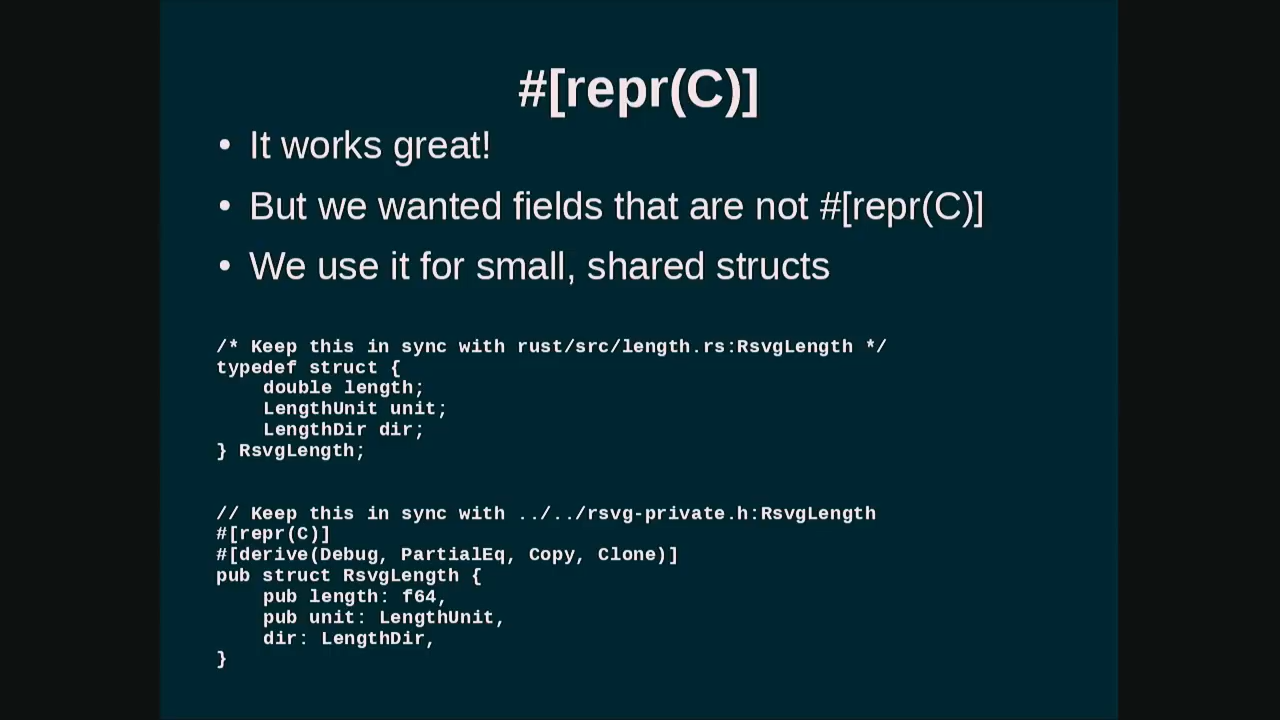 #[repr(C)]
• It works great!
• But we wanted fields that are not #[repr(C)]
• We use it for small, shared structs
/* Keep this in sync with rust/src/length.rs:RsvgLength */
typedef struct {
    double length;
    LengthUnit unit;
    LengthDir dir;
} RsvgLength;
// Keep this in sync with ../../rsvg-private.h:RsvgLength
#[repr(C)]
#[derive(Debug, PartialEq, Copy, Clone)]
pub struct RsvgLength {
    pub length: f64,
    pub unit: LengthUnit,
    dir: LengthDir,
}